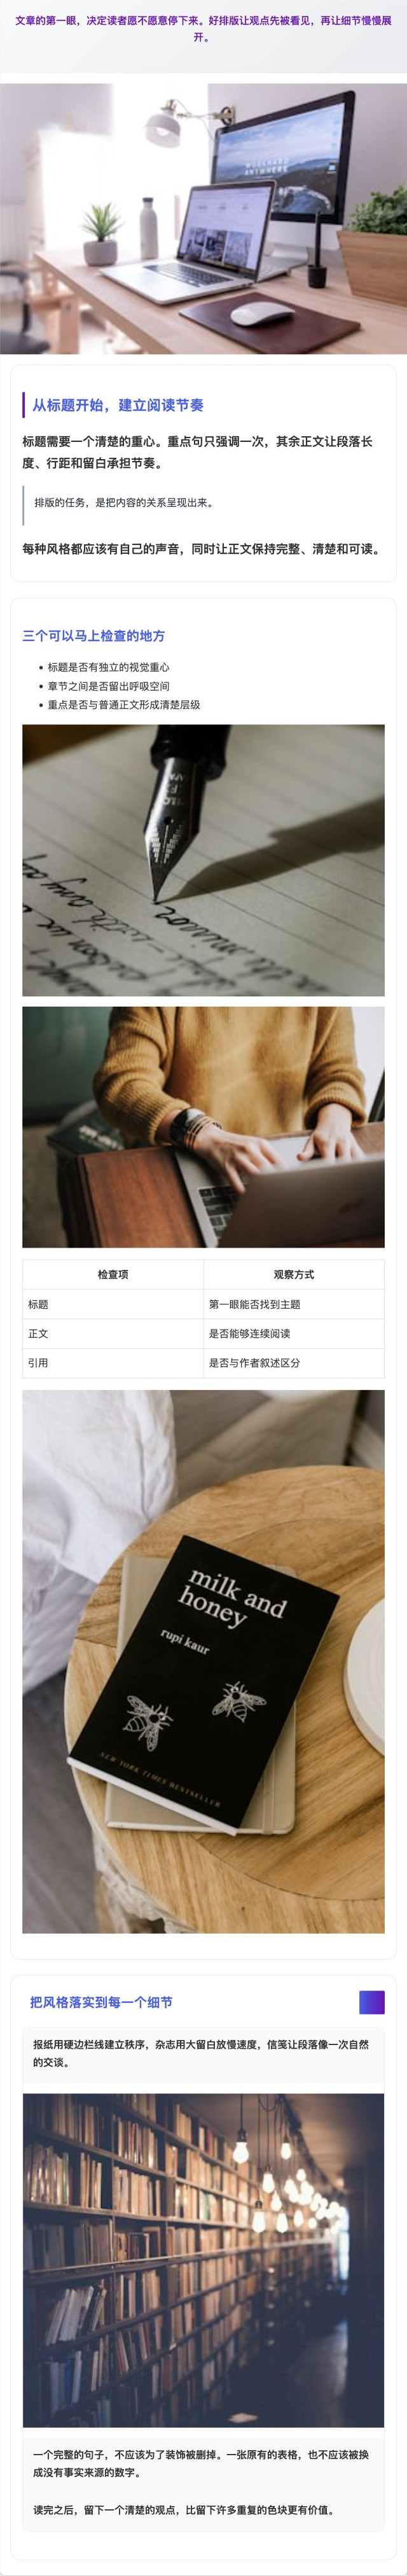 文章的第一眼，决定读者愿不愿意停下来。好排版让观点先被看见，再让细节慢慢展
开。
从标题开始，建立阅读节奏
标题需要一个清楚的重心。重点句只强调一次，其余正文让段落长
度、行距和留白承担节奏。
排版的任务，是把内容的关系呈现出来。
每种风格都应该有自己的声音，同时让正文保持完整、清楚和可读。
三个可以马上检查的地方
• 标题是否有独立的视觉重心
• 章节之间是否留出呼吸空间
• 重点是否与普通正文形成清楚层级
检查项 观察方式
标题 第一眼能否找到主题
正文 是否能够连续阅读
引用 是否与作者叙述区分
milk and
honey
rupi kaur
NEW YORK TIMES BESTSELLER
把风格落实到每一个细节
报纸用硬边栏线建立秩序，杂志用大留白放慢速度，信笺让段落像一次自然
的交谈。
一个完整的句子，不应该为了装饰被删掉。一张原有的表格，也不应该被换
成没有事实来源的数字。
读完之后，留下一个清楚的观点，比留下许多重复的色块更有价值。